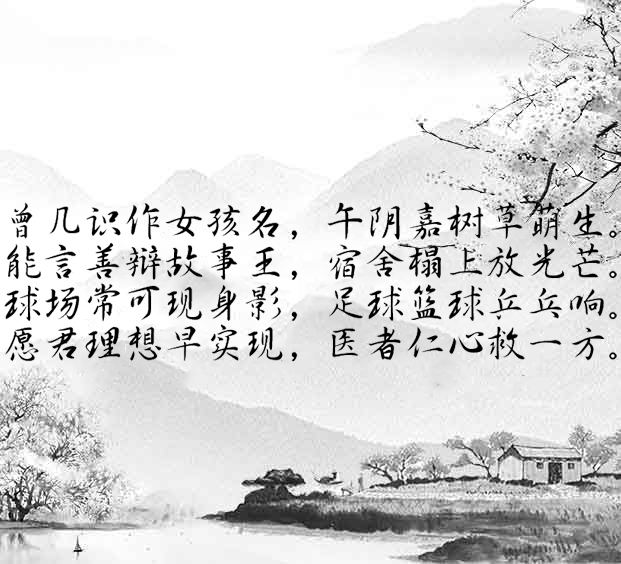 曾几识作女孩名，午阴嘉树草萌生。
能言善辩故事王，宿舍榻上放光芒。
球场常可现身影，足球篮球乒乓响。
愿君理想早实现，医者仁心救一方。